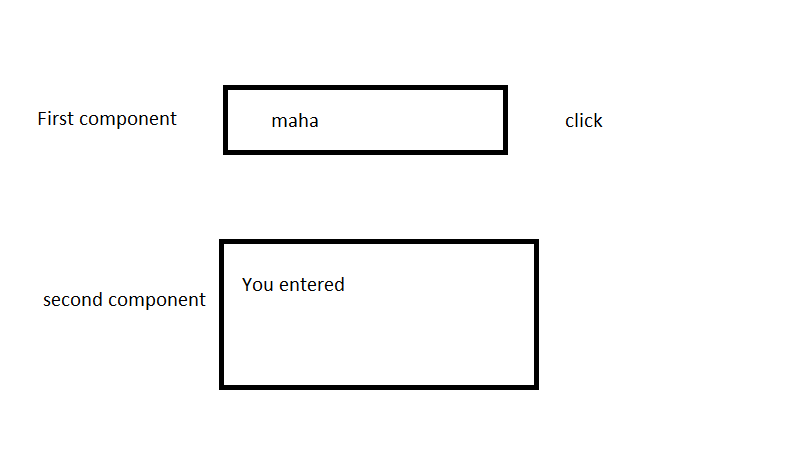 First component
maha
click
second component
You entered